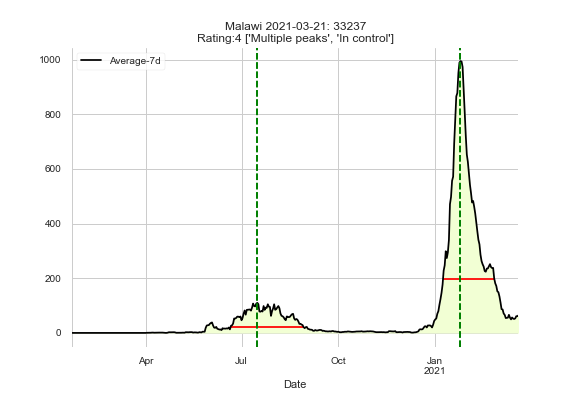 Malawi 2021-03-21: 33237
Rating:4 ['Multiple peaks', 'In control']
Average-7d
1000
800
600
400
200
0
Apr Jul Oct Jan
2021
Date